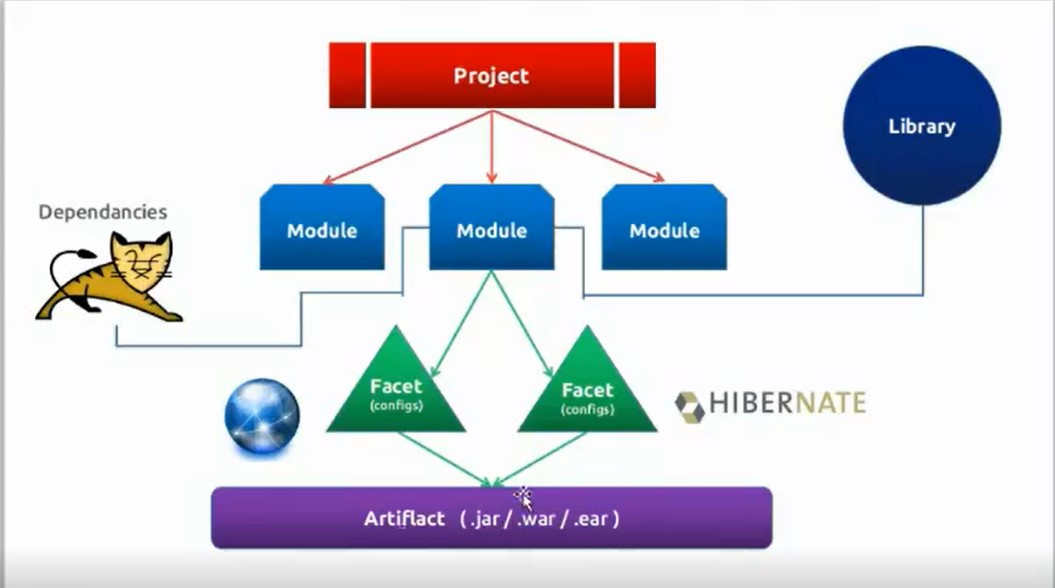 Project
Library
Dependancies
Module
Module
Module
Facet
(configs)
Facet
(configs)
HIBERNATE
Artiflact (.jar / .war / .ear )